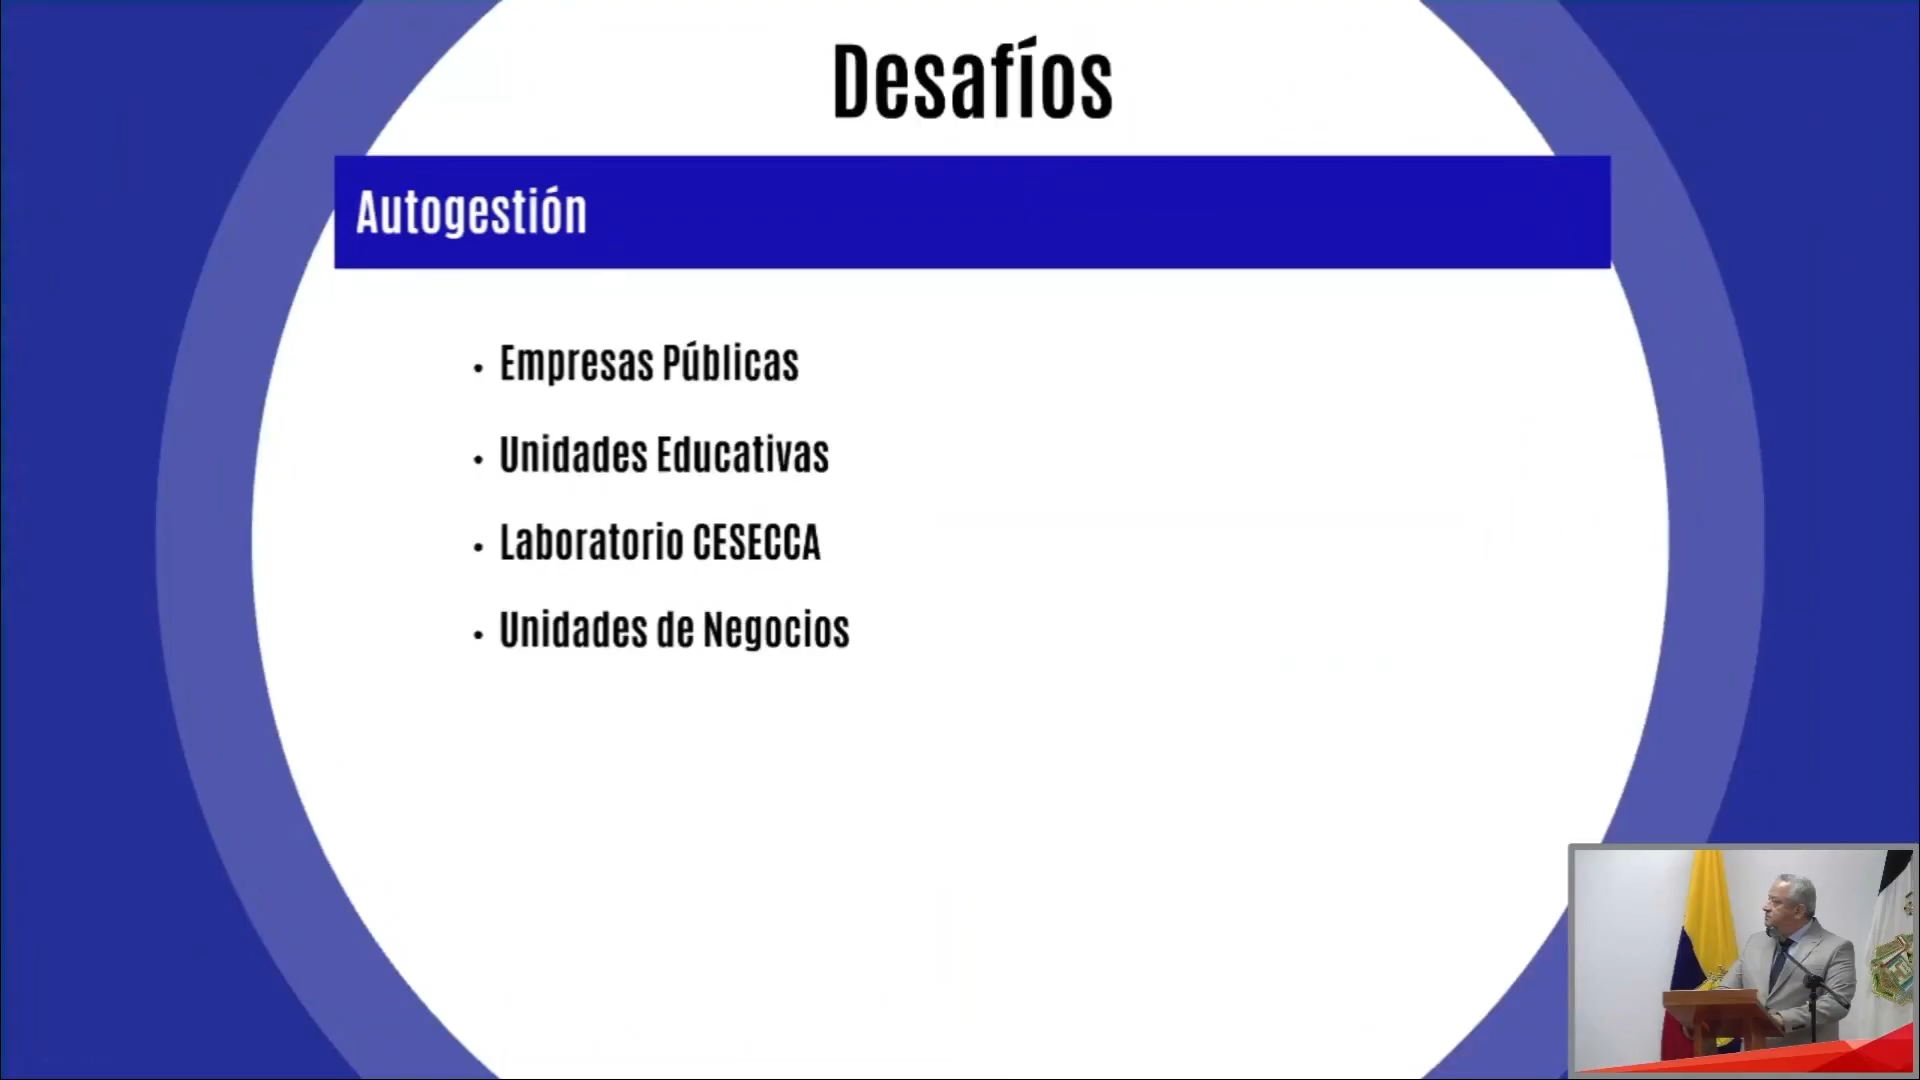 Desafíos
Autogestión
• Empresas Públicas
• Unidades Educativas
• Laboratorio CESECCA
• Unidades de Negocios